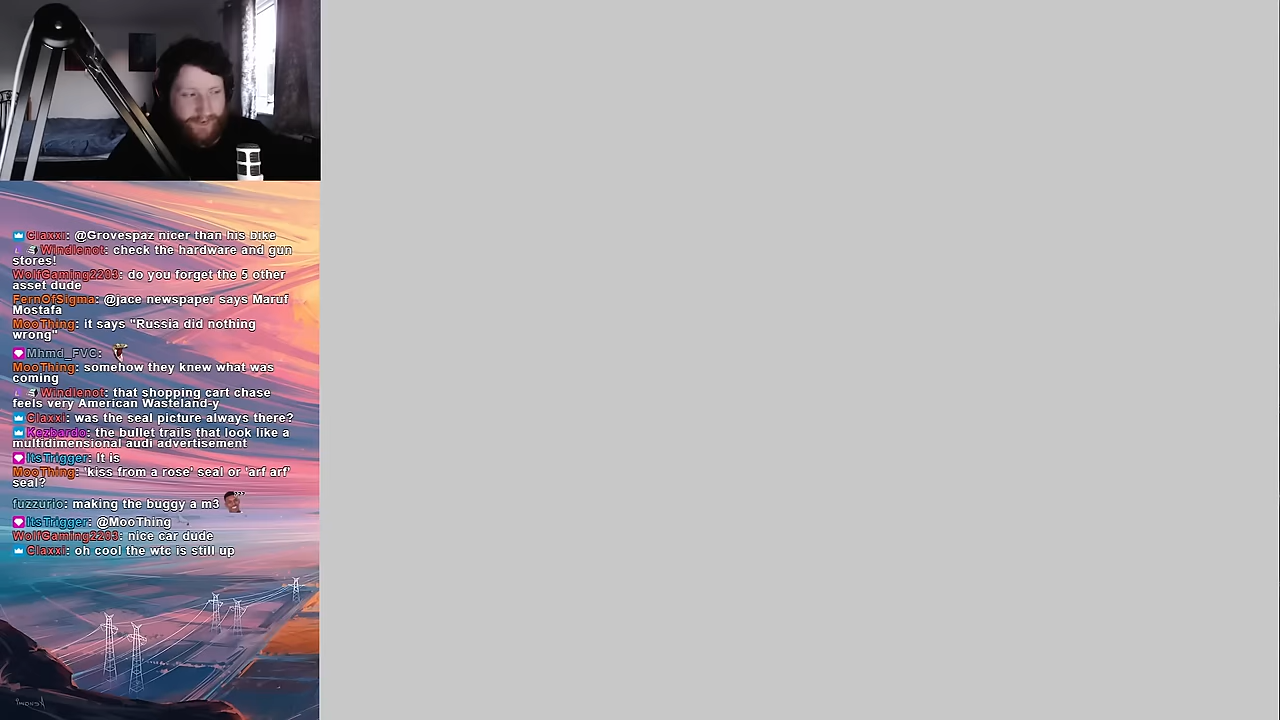 Claxxi: @Grovespaz nicer than his bike
Windlenot: check the hardware and gun
stores!
WolfGaming2203: do you forget the 5 other
asset dude
FernOfSigma: @jace newspaper says Maruf
Mostafa
MooThing: It says "Russia did nothing
wrong"
Mhmd_FVC:
MooThing: somehow they knew what was
coming
Windlenot: that shopping cart chase
feels very American Wasteland-y
Claxxi: was the seal picture always there?
Kezbardo: the bullet trails that look like a
multidimensional audi advertisement
ItsTrigger: It is
MooThing: 'kiss from a rose' seal or 'arf arf'
seal?
fuzzurio: making the buggy a m3
ItsTrigger: @MooThing
WolfGaming2203: nice car dude
Claxxi: oh cool the wtc is still up